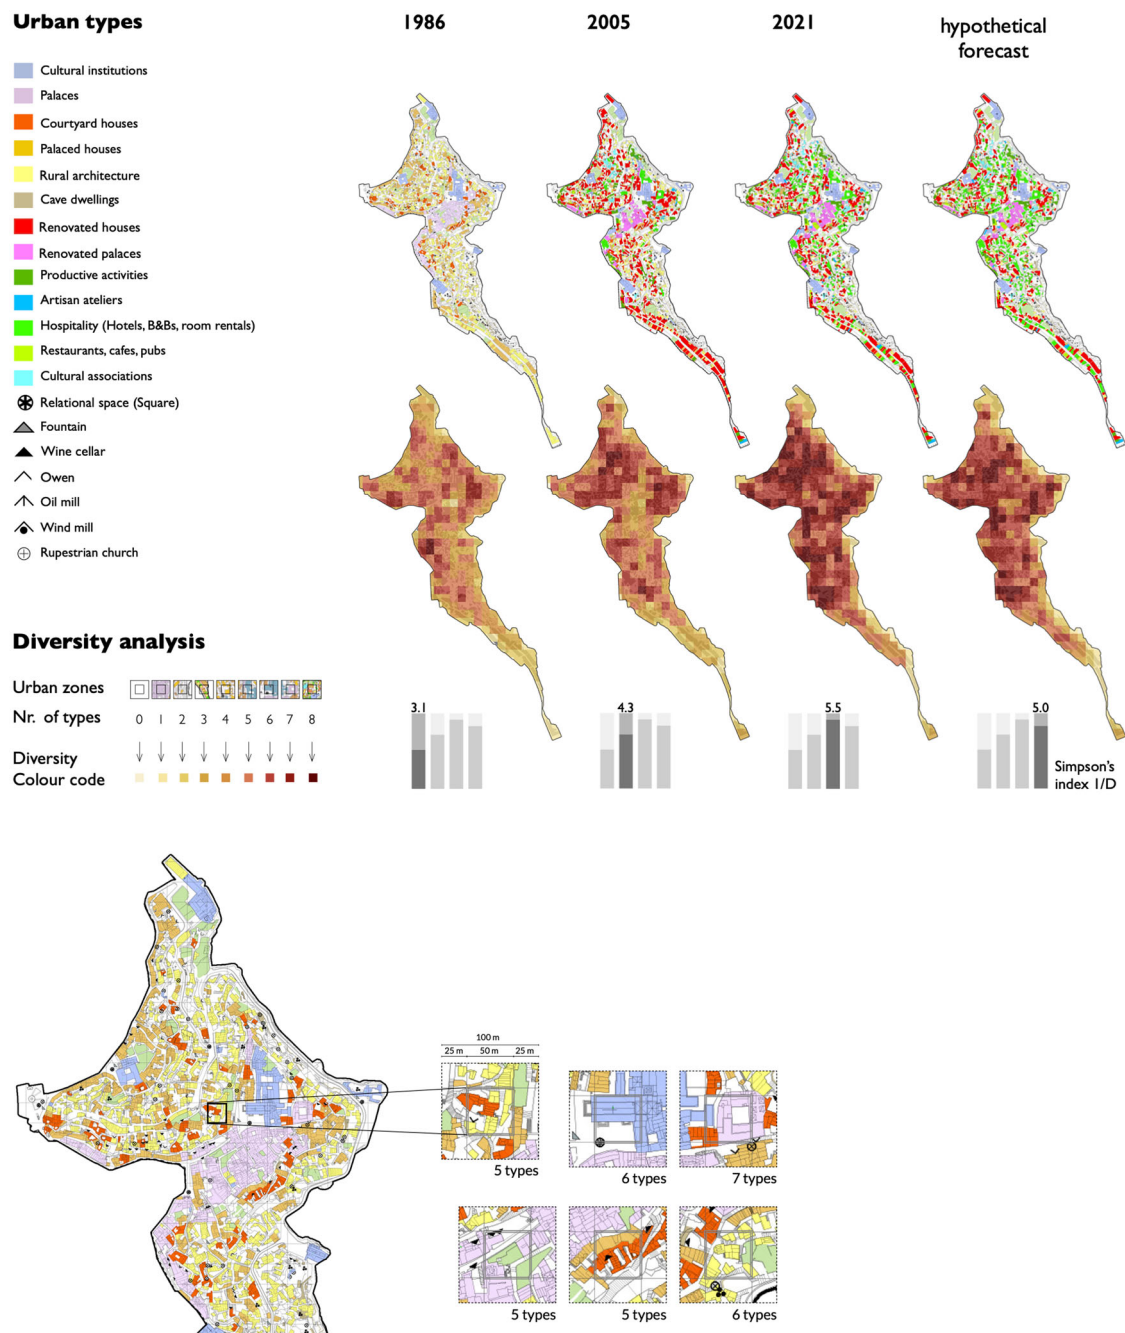 Urban types
1986
2005
2021
hypothetical
forecast
Cultural institutions
Palaces
Courtyard houses
Palaced houses
Rural architecture
Cave dwellings
Renovated houses
Renovated palaces
Productive activities
Artisan ateliers
Hospitality (Hotels, B&Bs, room rentals)
Restaurants, cafes, pubs
Cultural associations
Relational space (Square)
Fountain
Wine cellar
Owen
Oil mill
Wind mill
Rupestrian church
Diversity analysis
Urban zones
Nr. of types 0 1 2 3 4 5 6 7 8
Diversity
Colour code
3.1
4.3
5.5
5.0
Simpson's
index 1/D
100 m
25 m 50 m 25 m
5 types
6 types
7 types
5 types
5 types
6 types